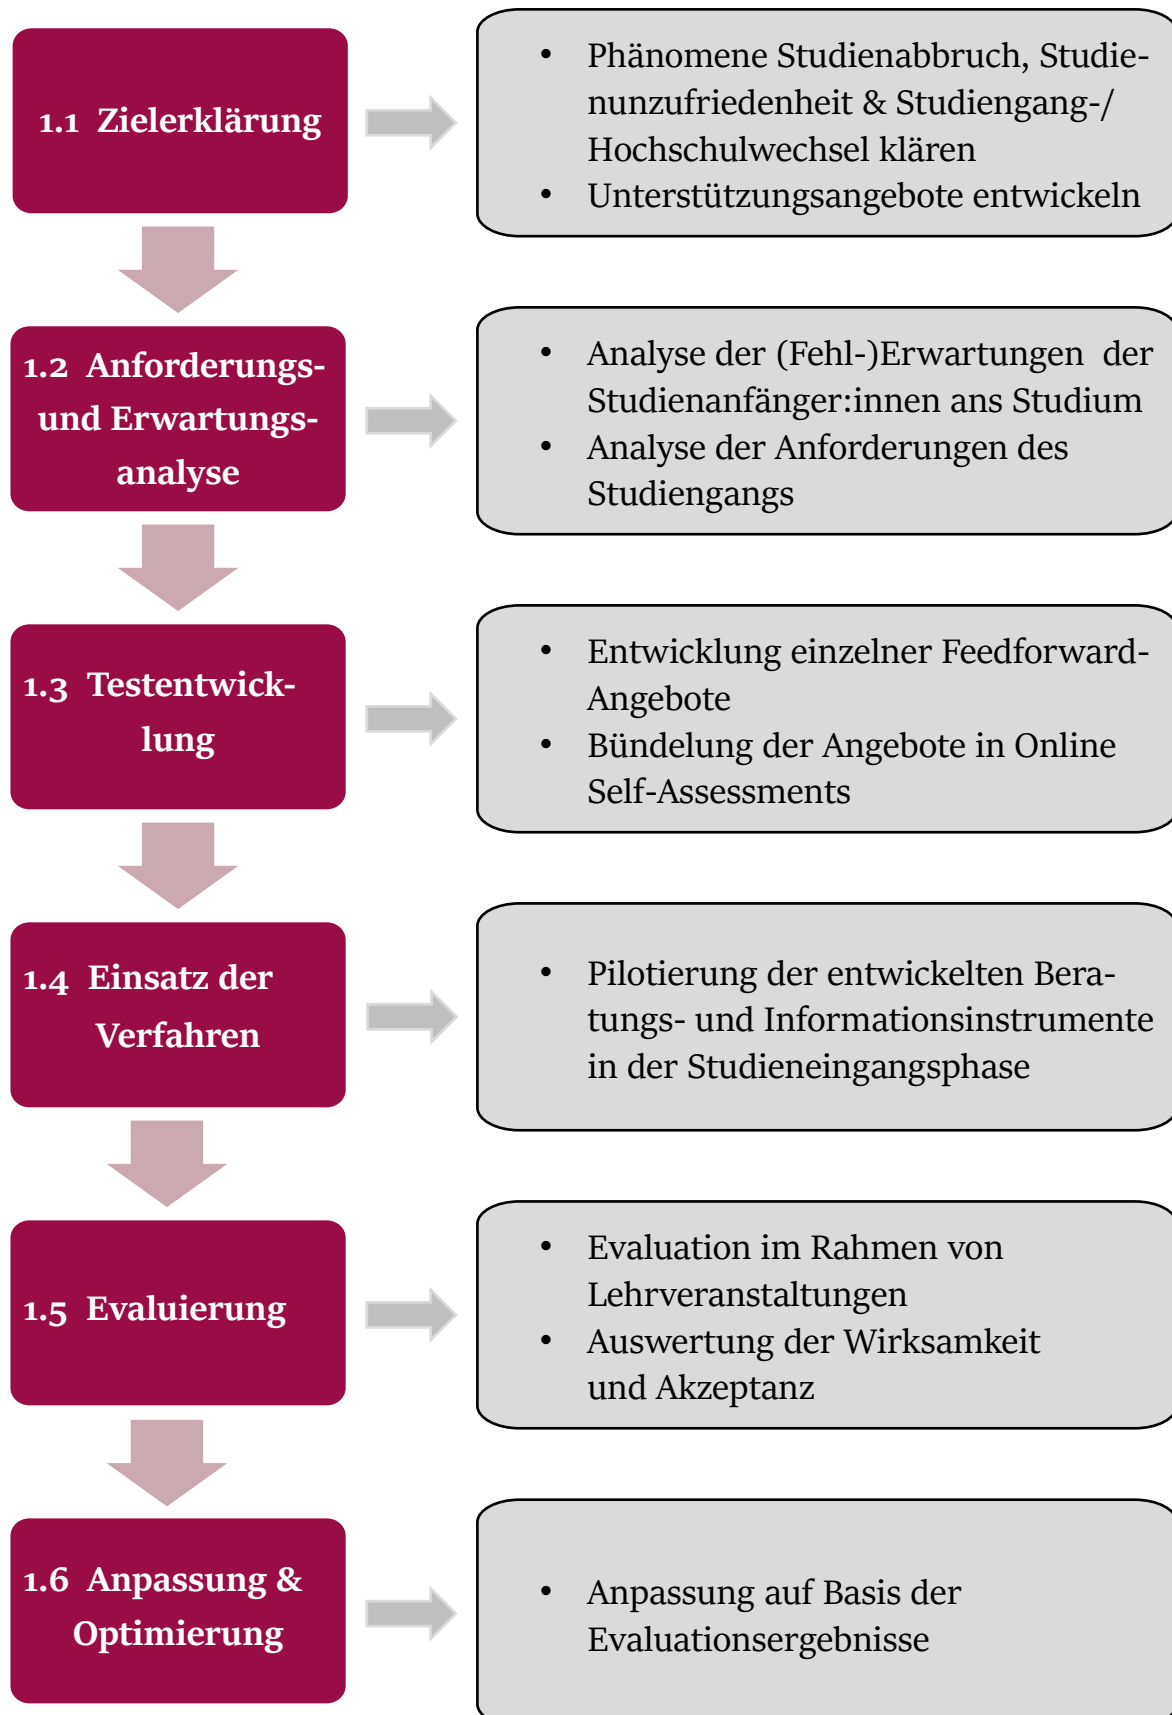 1.1 Zielerklärung
• Phänomene Studienabbruch, Studie-
nunzufriedenheit & Studiengang-/
Hochschulwechsel klären
• Unterstützungsangebote entwickeln
1.2 Anforderungs-
und Erwartungs-
analyse
• Analyse der (Fehl-)Erwartungen der
Studienanfänger:innen ans Studium
• Analyse der Anforderungen des
Studiengangs
1.3 Testentwick-
lung
• Entwicklung einzelner Feedforward-
Angebote
• Bündelung der Angebote in Online
Self-Assessments
1.4 Einsatz der
Verfahren
• Pilotierung der entwickelten Bera-
tungs- und Informationsinstrumente
in der Studieneingangsphase
1.5 Evaluierung
• Evaluation im Rahmen von
Lehrveranstaltungen
• Auswertung der Wirksamkeit
und Akzeptanz
1.6 Anpassung &
Optimierung
• Anpassung auf Basis der
Evaluationsergebnisse